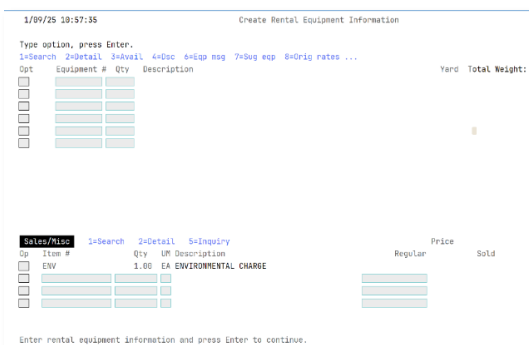 1/09/25 10:57:35 Create Rental Equipment Information
Type option, press Enter.
1=Search 2=Detail 3=Avail 4=Dsc 6=Eqp msg 7=Sug eqp 8=Orig rates ...
Opt Equipment # Qty Description Yard Total Weight:
Sales/Misc 1=Search 2=Detail 5=Inquiry Price
Op Item # Qty UM Description Regular Sold
ENV 1.00 EA ENVIRONMENTAL CHARGE
Enter rental equipment information and press Enter to continue.